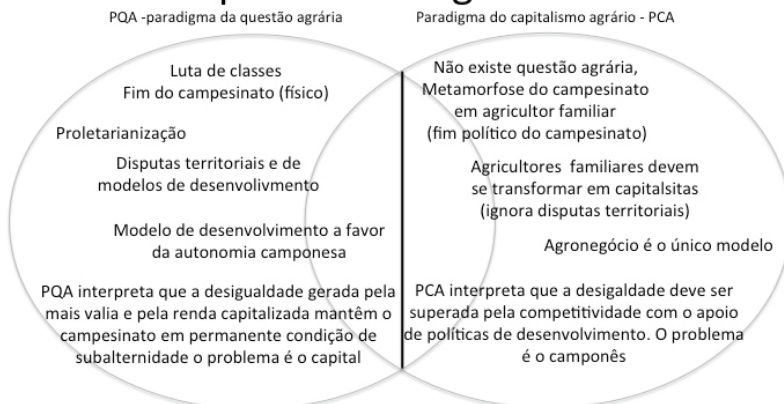 PQA -paradigma da questão agrária
Luta de classes
Fim do campesinato (físico)
Proletarianização
Disputas territoriais e de
modelos de desenvolivmento
Modelo de desenvolvimento a favor
da autonomia camponesa
PQA interpreta que a desigualdade gerada pela
mais valia e pela renda capitalizada mantêm o
campesinato em permanente condição de
subalternidade o problema é o capital
Paradigma do capitalismo agrário - PCA
Não existe questão agrária,
Metamorfose do campesinato
em agricultor familiar
(fim político do campesinato)
Agricultores familiares devem
se transformar em capitalsitas
(ignora disputas territoriais)
Agronegócio é o único modelo
PCA interpreta que a desigaldade deve ser
superada pela competitividade com o apoio
de políticas de desenvolvimento. O problema
é o camponês